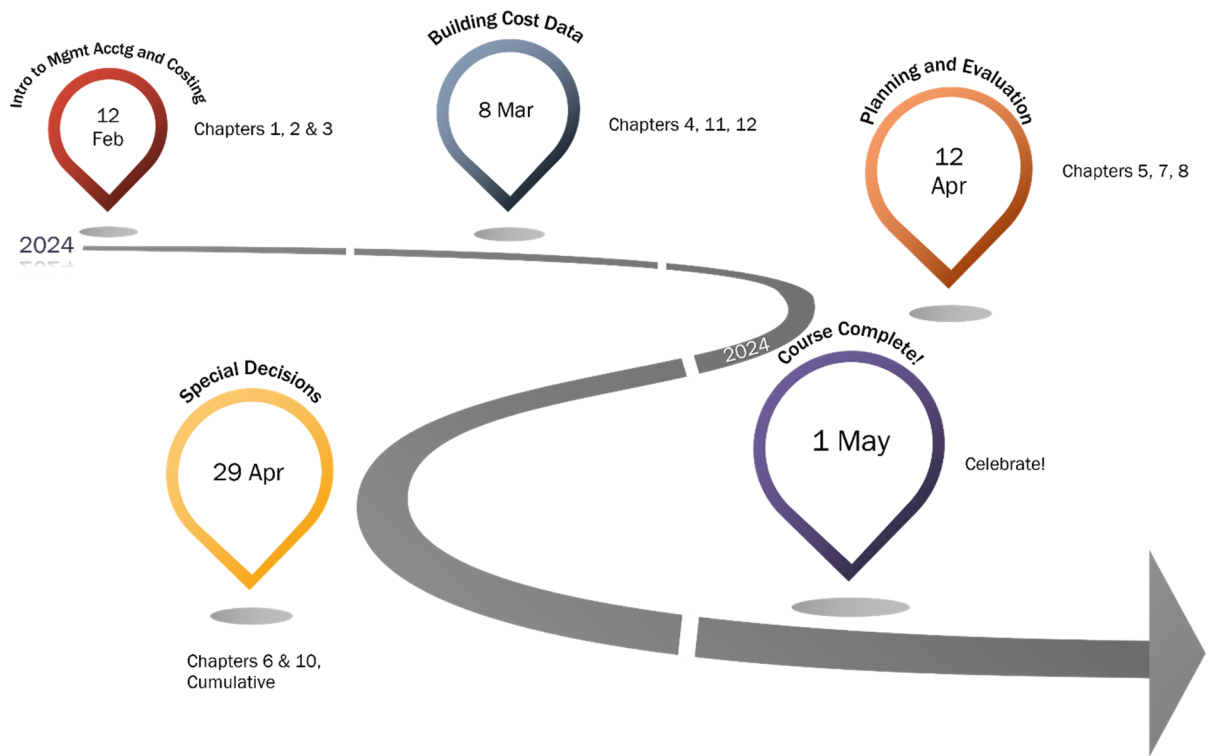 Intro to Mgmt Acctg and Costing
12
Feb
Chapters 1, 2 & 3
Building Cost Data
8 Mar
Chapters 4, 11, 12
Planning and Evaluation
12
Apr
Chapters 5, 7, 8
2024
2024
2024
Course Complete!
1 May
Celebrate!
Special Decisions
29 Apr
Chapters 6 & 10,
Cumulative